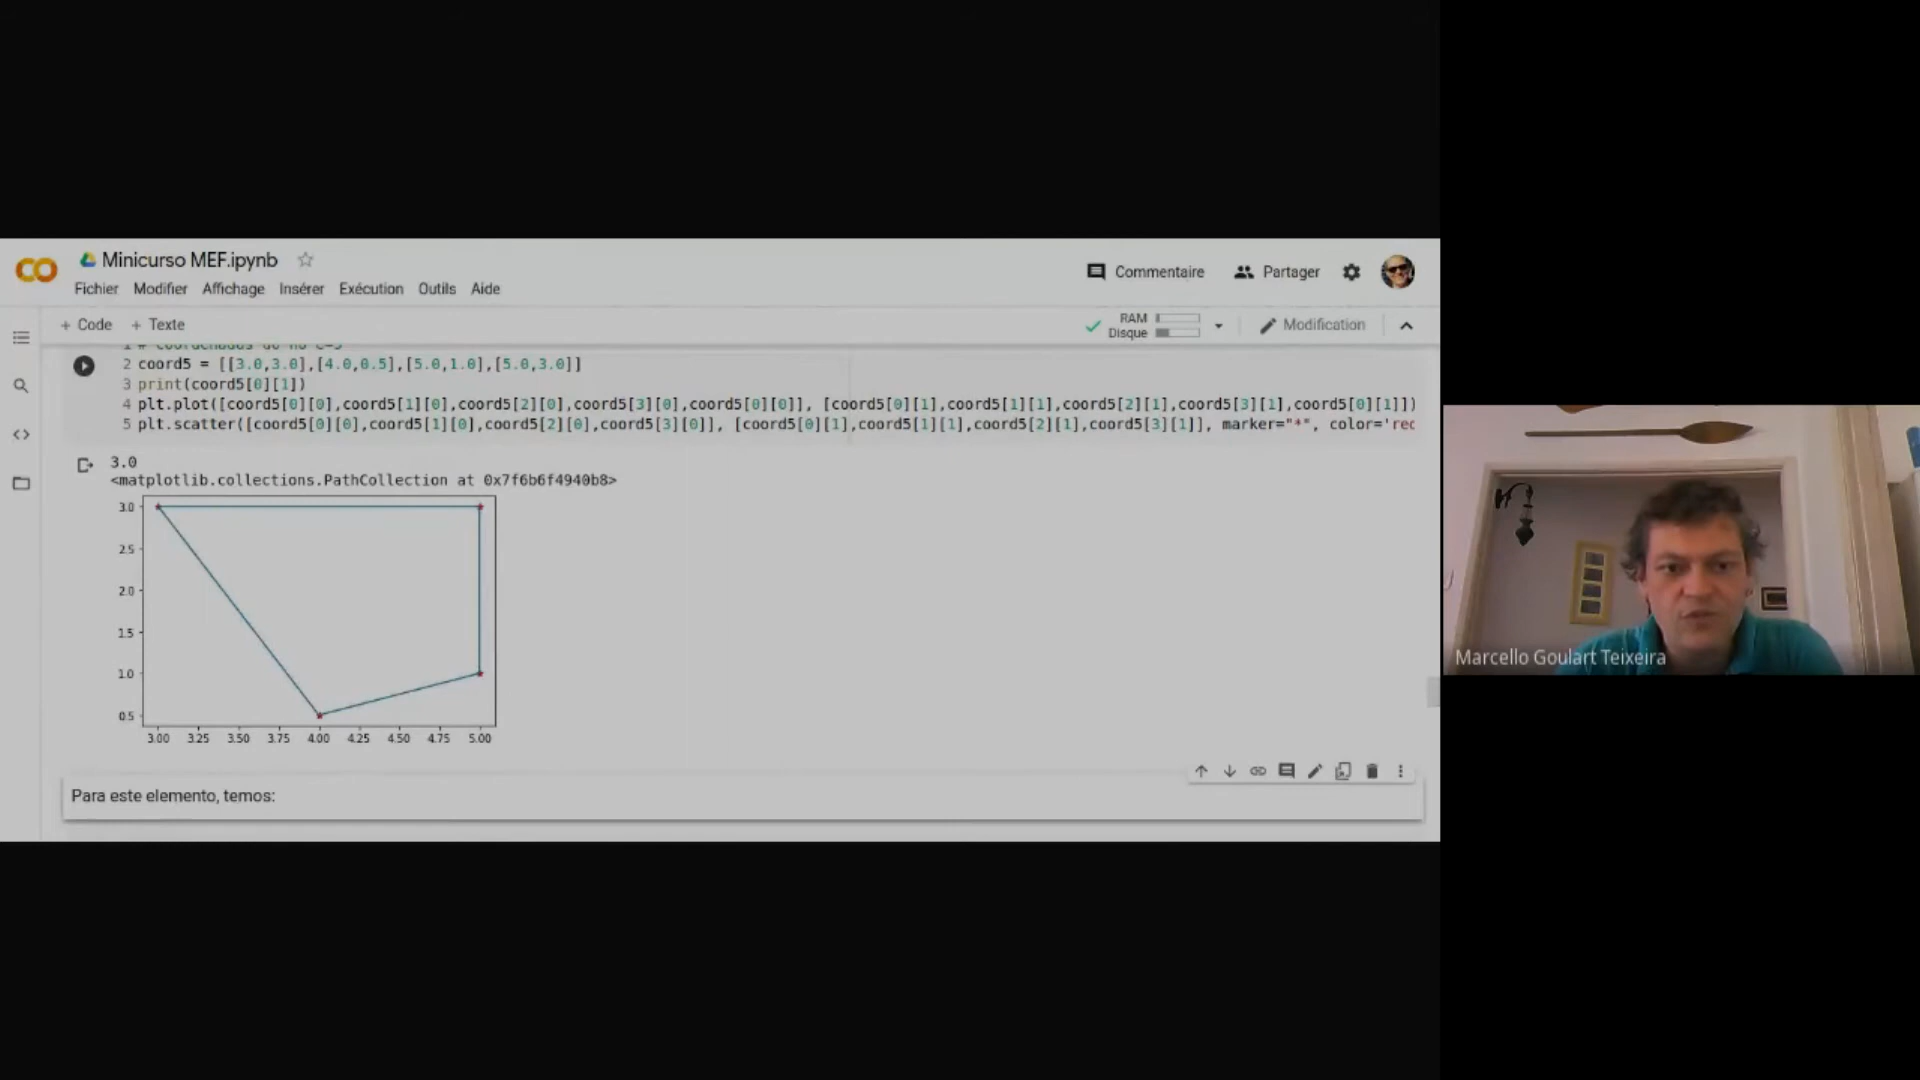 Minicurso MEF.ipynb
Fichier Modifier Affichage Insérer Exécution Outils Aide
Commentaire
Partager
+ Code + Texte
RAM
Disque
Modification
2 coord5 = [[3.0,3.0],[4.0,0.5],[5.0,1.0],[5.0,3.0]]
3 print(coord5[0][1])
4 plt.plot([coord5[0][0],coord5[1][0],coord5[2][0],coord5[3][0],coord5[0][0]], [coord5[0][1],coord5[1][1],coord5[2][1],coord5[3][1],coord5[0][1]])
5 plt.scatter([coord5[0][0],coord5[1][0],coord5[2][0],coord5[3][0]], [coord5[0][1],coord5[1][1],coord5[2][1],coord5[3][1]], marker="*", color='rec
3.0
<matplotlib.collections.PathCollection at 0x7f6b6f4940b8>
3.0
2.5
2.0
1.5
1.0
0.5
3.00 3.25 3.50 3.75 4.00 4.25 4.50 4.75 5.00
Para este elemento, temos:
Marcello Goulart Teixeira